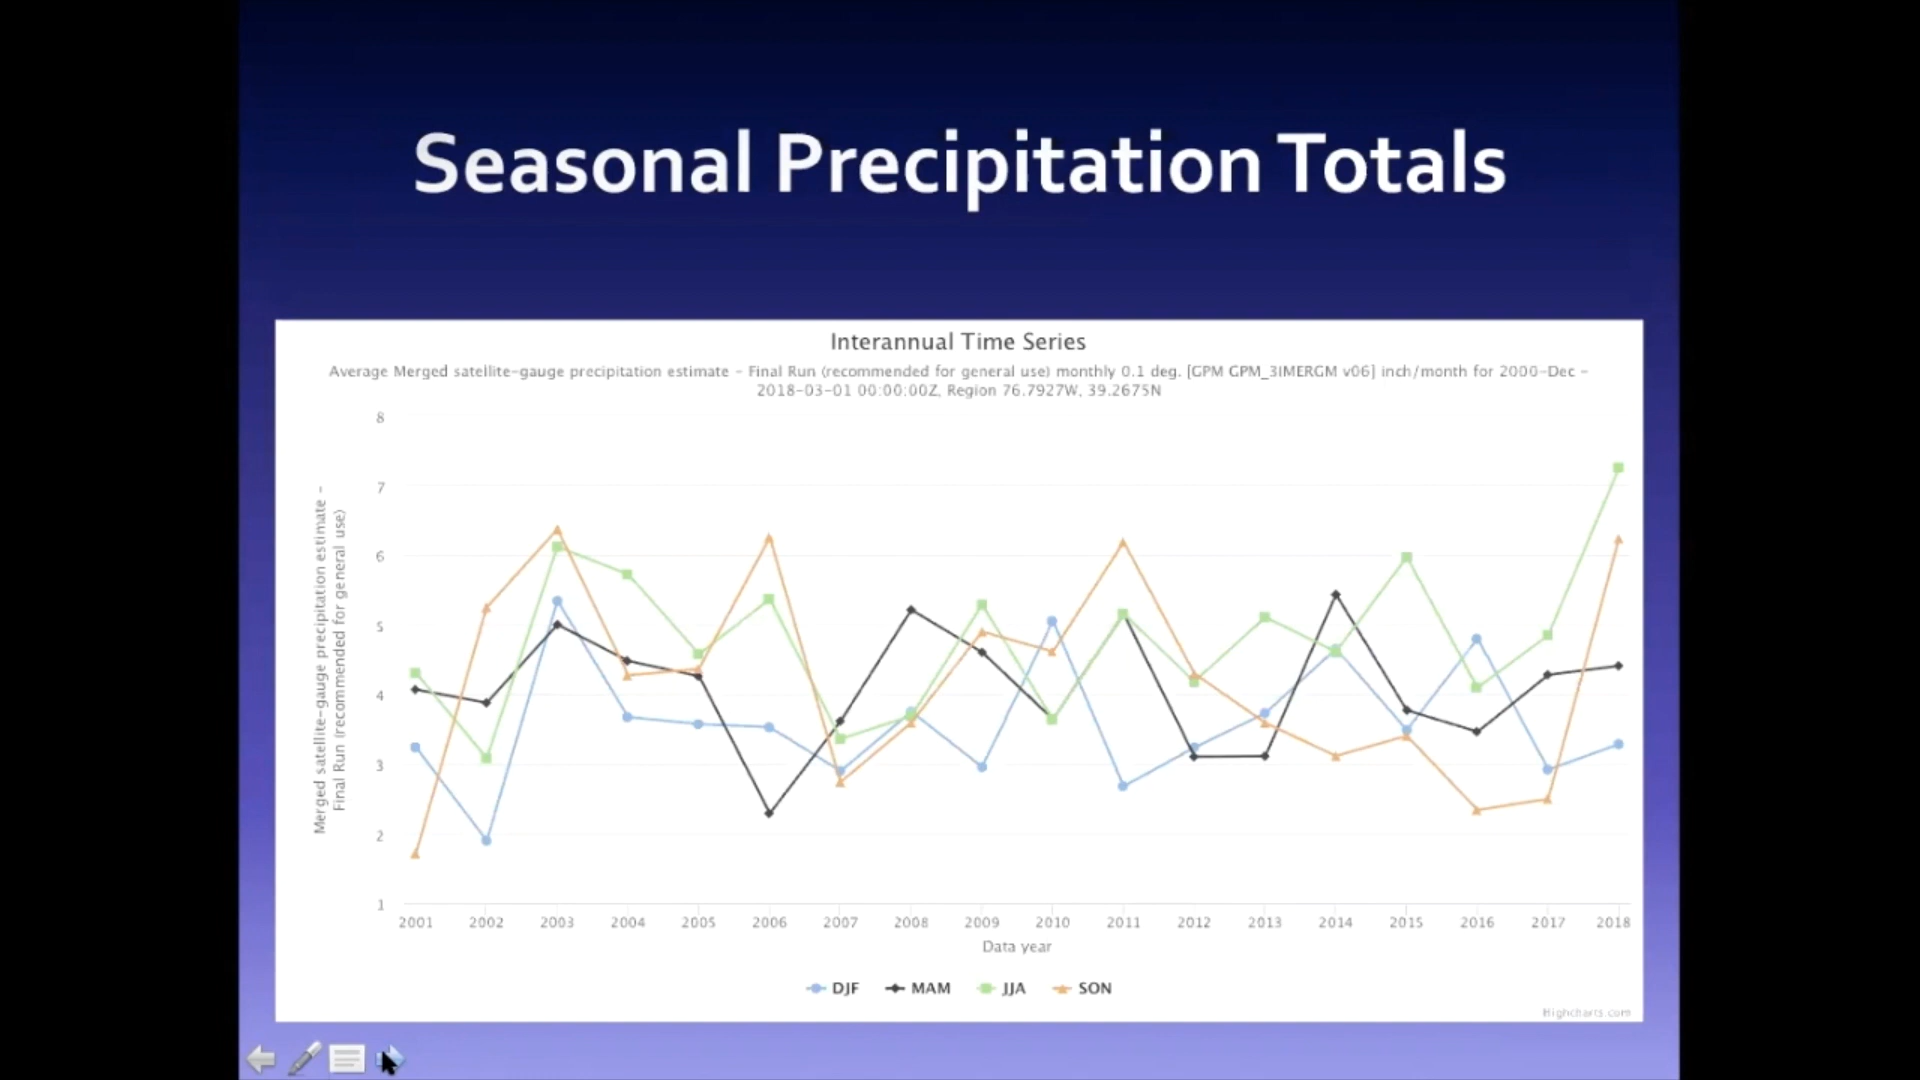 Seasonal Precipitation Totals
Interannual Time Series
Average Merged satellite-gauge precipitation estimate - Final Run (recommended for general use) monthly 0.1 deg. [GPM GPM_3IMERGM v06] inch/month for 2000-Dec -
2018-03-01 00:00:00Z, Region 76.7927W, 39.2675N
Merged satellite-gauge precipitation estimate -
Final Run (recommended for general use)
8
7
6
5
4
3
2
1
2001 2002 2003 2004 2005 2006 2007 2008 2009 2010 2011 2012 2013 2014 2015 2016 2017 2018
Data year
DJF MAM JJA SON
Highcharts.com